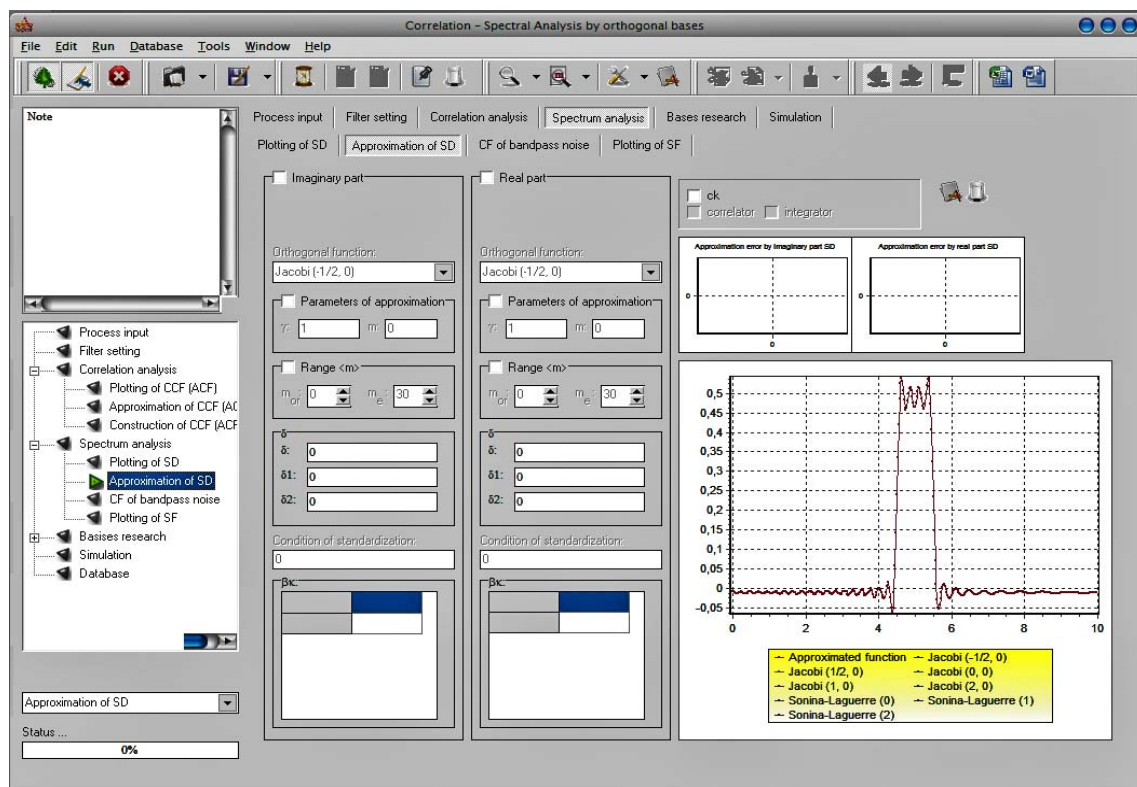 Correlation - Spectral Analysis by orthogonal bases
File Edit Run Database Tools Window Help
Note
Process input
Filter setting
Correlation analysis
Plotting of CCF (ACF)
Approximation of CCF (AC
Construction of CCF (ACF
Spectrum analysis
Plotting of SD
Approximation of SD
CF of bandpass noise
Plotting of SF
Basises research
Simulation
Database
Approximation of SD
Status ...
0%
Process input Filter setting Correlation analysis Spectrum analysis Bases research Simulation
Plotting of SD Approximation of SD CF of bandpass noise Plotting of SF
Imaginary part
Orthogonal function:
Jacobi (-1/2, 0)
Parameters of approximation
γ: 1 m: 0
Range <m>
m or: 0 m e: 30
δ
δ: 0
δ1: 0
δ2: 0
Condition of standardization:
0
βκ:
Real part
Orthogonal function:
Jacobi (-1/2, 0)
Parameters of approximation
γ: 1 m: 0
Range <m>
m or: 0 m e: 30
δ
δ: 0
δ1: 0
δ2: 0
Condition of standardization:
0
βκ:
ck
correlator integrator
Approximation error by imaginary part SD
0
0
Approximation error by real part SD
0
0
0,5
0,45
0,4
0,35
0,3
0,25
0,2
0,15
0,1
0,05
0
-0,05
0 2 4 6 8 10
Approximated function Jacobi (-1/2, 0)
Jacobi (1/2, 0) Jacobi (0, 0)
Jacobi (1, 0) Jacobi (2, 0)
Sonina-Laguerre (0) Sonina-Laguerre (1)
Sonina-Laguerre (2)